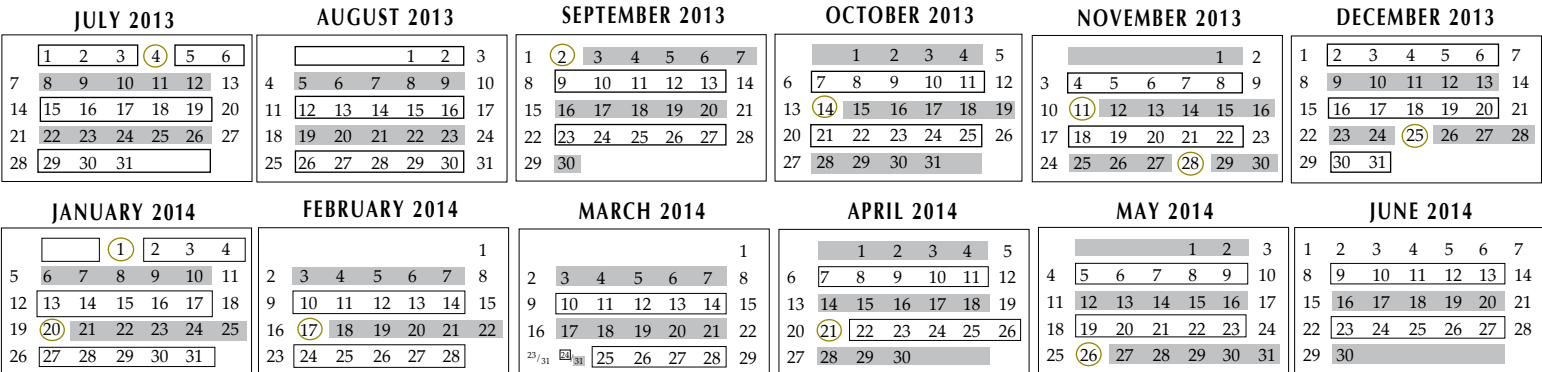 JULY 2013
1 2 3 4 5 6
7 8 9 10 11 12 13
14 15 16 17 18 19 20
21 22 23 24 25 26 27
28 29 30 31
AUGUST 2013
1 2 3
4 5 6 7 8 9 10
11 12 13 14 15 16 17
18 19 20 21 22 23 24
25 26 27 28 29 30 31
SEPTEMBER 2013
1 2 3 4 5 6 7
8 9 10 11 12 13 14
15 16 17 18 19 20 21
22 23 24 25 26 27 28
29 30
OCTOBER 2013
1 2 3 4 5
6 7 8 9 10 11 12
13 14 15 16 17 18 19
20 21 22 23 24 25 26
27 28 29 30 31
NOVEMBER 2013
1 2
3 4 5 6 7 8 9
10 11 12 13 14 15 16
17 18 19 20 21 22 23
24 25 26 27 28 29 30
DECEMBER 2013
1 2 3 4 5 6 7
8 9 10 11 12 13 14
15 16 17 18 19 20 21
22 23 24 25 26 27 28
29 30 31
JANUARY 2014
1 2 3 4
5 6 7 8 9 10 11
12 13 14 15 16 17 18
19 20 21 22 23 24 25
26 27 28 29 30 31
FEBRUARY 2014
1
2 3 4 5 6 7 8
9 10 11 12 13 14 15
16 17 18 19 20 21 22
23 24 25 26 27 28
MARCH 2014
1
2 3 4 5 6 7 8
9 10 11 12 13 14 15
16 17 18 19 20 21 22
23/31 24/31 25 26 27 28 29
APRIL 2014
1 2 3 4 5
6 7 8 9 10 11 12
13 14 15 16 17 18 19
20 21 22 23 24 25 26
27 28 29 30
MAY 2014
1 2 3
4 5 6 7 8 9 10
11 12 13 14 15 16 17
18 19 20 21 22 23 24
25 26 27 28 29 30 31
JUNE 2014
1 2 3 4 5 6 7
8 9 10 11 12 13 14
15 16 17 18 19 20 21
22 23 24 25 26 27 28
29 30